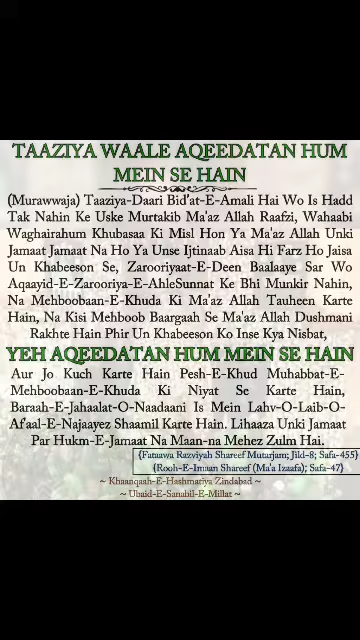 TAAZIYA WAALE AQEEDATAN HUM
MEIN SE HAIN
(Murawwaja) Taaziya-Daari Bid'at-E-Amali Hai Wo Is Hadd
Tak Nahin Ke Uske Murtakib Ma'az Allah Raafzi, Wahaabi
Waghairahum Khubasaa Ki Misl Hon Ya Ma'az Allah Unki
Jamaat Jamaat Na Ho Ya Unse Ijtinaab Aisa Hi Farz Ho Jaisa
Un Khabeeson Se, Zarooriyaat-E-Deen Baalaaye Sar Wo
Aqaayid-E-Zarooriya-E-AhleSunnat Ke Bhi Munkir Nahin,
Na Mehboobaan-E-Khuda Ki Ma'az Allah Tauheen Karte
Hain, Na Kisi Mehboob Baargaah Se Ma'az Allah Dushmani
Rakhte Hain Phir Un Khabeeson Ko Inse Kya Nisbat,
YEH AQEEDATAN HUM MEIN SE HAIN
Aur Jo Kuch Karte Hain Pesh-E-Khud Muhabbat-E-
Mehboobaan-E-Khuda Ki Niyat Se Karte Hain,
Baraah-E-Jahaalat-O-Naadaani Is Mein Lahv-O-Laib-O-
Af'aal-E-Najaayez Shaamil Karte Hain. Lihaaza Unki Jamaat
Par Hukm-E-Jamaat Na Maan-na Mehez Zulm Hai.
{Fataawa Razviyah Shareef Mutarjam; Jild-8; Safa-455}
{Rooh-E-Imaan Shareef (Ma'a Izaafa); Safa-47}
~ Khaanqaah-E-Hashmatiya Zindabad ~
~ Ubaid-E-Sanabil-E-Millat ~